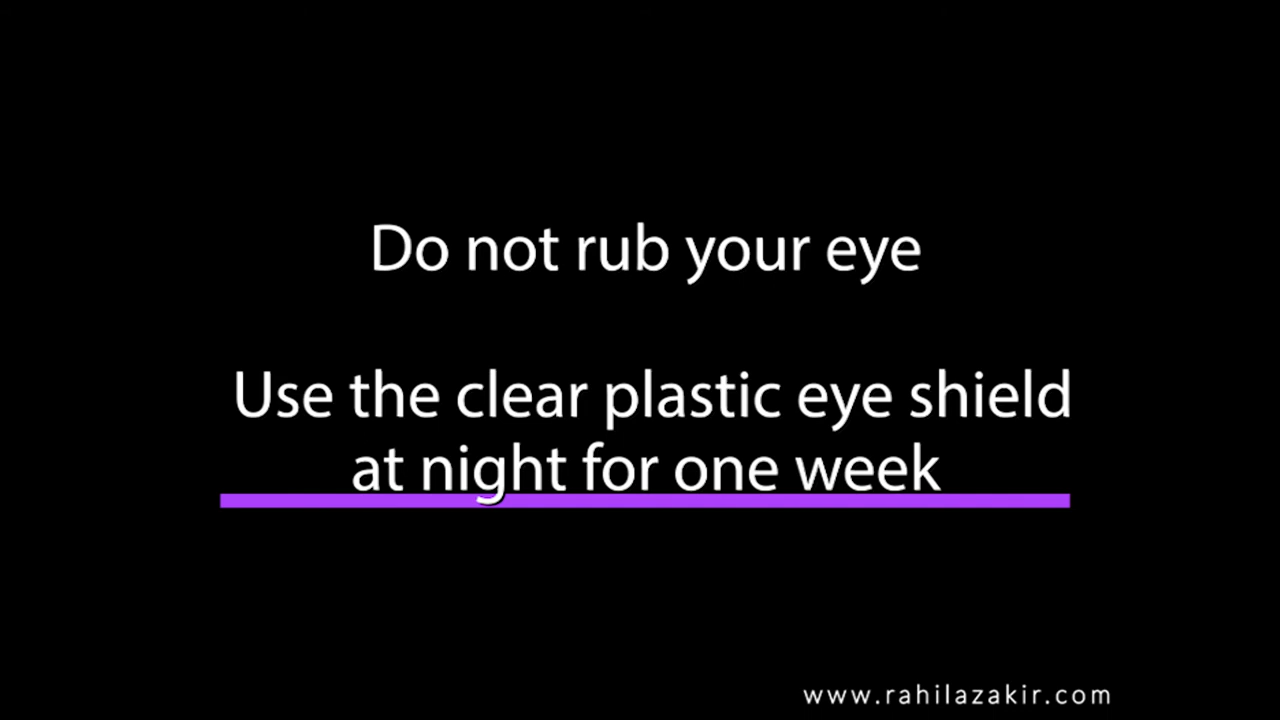 Do not rub your eye
Use the clear plastic eye shield
at night for one week
www.rahilazakir.com